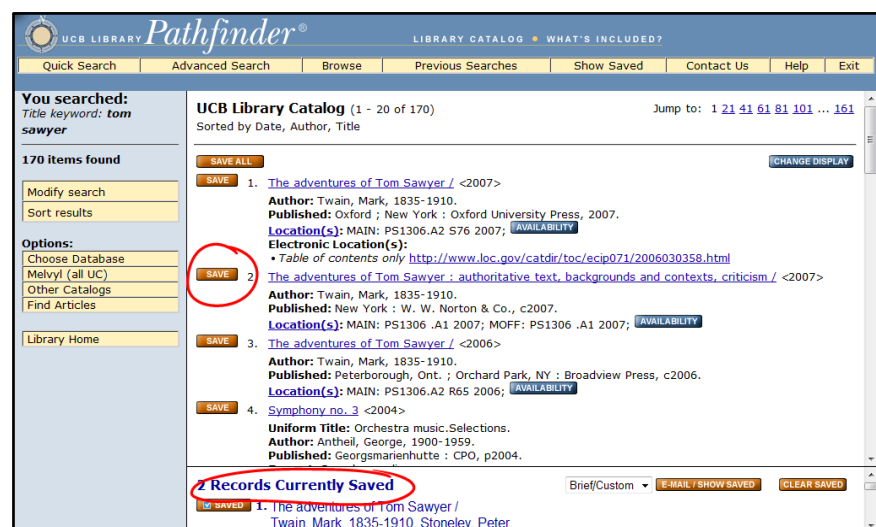 UCB LIBRARY Pathfinder®
LIBRARY CATALOG • WHAT'S INCLUDED?
Quick Search Advanced Search Browse Previous Searches Show Saved Contact Us Help Exit
You searched:
Title keyword: tom
sawyer
170 items found
Modify search
Sort results
Options:
Choose Database
Melvyl (all UC)
Other Catalogs
Find Articles
Library Home
UCB Library Catalog (1 - 20 of 170) Jump to: 1 21 41 61 81 101 ... 161
Sorted by Date, Author, Title
SAVE ALL CHANGE DISPLAY
SAVE 1. The adventures of Tom Sawyer / <2007>
Author: Twain, Mark, 1835-1910.
Published: Oxford ; New York : Oxford University Press, 2007.
Location(s): MAIN: PS1306.A2 S76 2007; AVAILABILITY
Electronic Location(s):
• Table of contents only http://www.loc.gov/catdir/toc/ecip071/2006030358.html
SAVE 2. The adventures of Tom Sawyer : authoritative text, backgrounds and contexts, criticism / <2007>
Author: Twain, Mark, 1835-1910.
Published: New York : W. W. Norton & Co., c2007.
Location(s): MAIN: PS1306 .A1 2007; MOFF: PS1306 .A1 2007; AVAILABILITY
SAVE 3. The adventures of Tom Sawyer / <2006>
Author: Twain, Mark, 1835-1910.
Published: Peterborough, Ont. ; Orchard Park, NY : Broadview Press, c2006.
Location(s): MAIN: PS1306.A2 R65 2006; AVAILABILITY
SAVE 4. Symphony no. 3 <2004>
Uniform Title: Orchestra music.Selections.
Author: Antheil, George, 1900-1959.
Published: Georgsmarienhutte : CPO, p2004.
2 Records Currently Saved Brief/Custom E-MAIL / SHOW SAVED CLEAR SAVED
SAVED 1. The adventures of Tom Sawyer /
Twain, Mark, 1835-1910. Stoneley, Peter